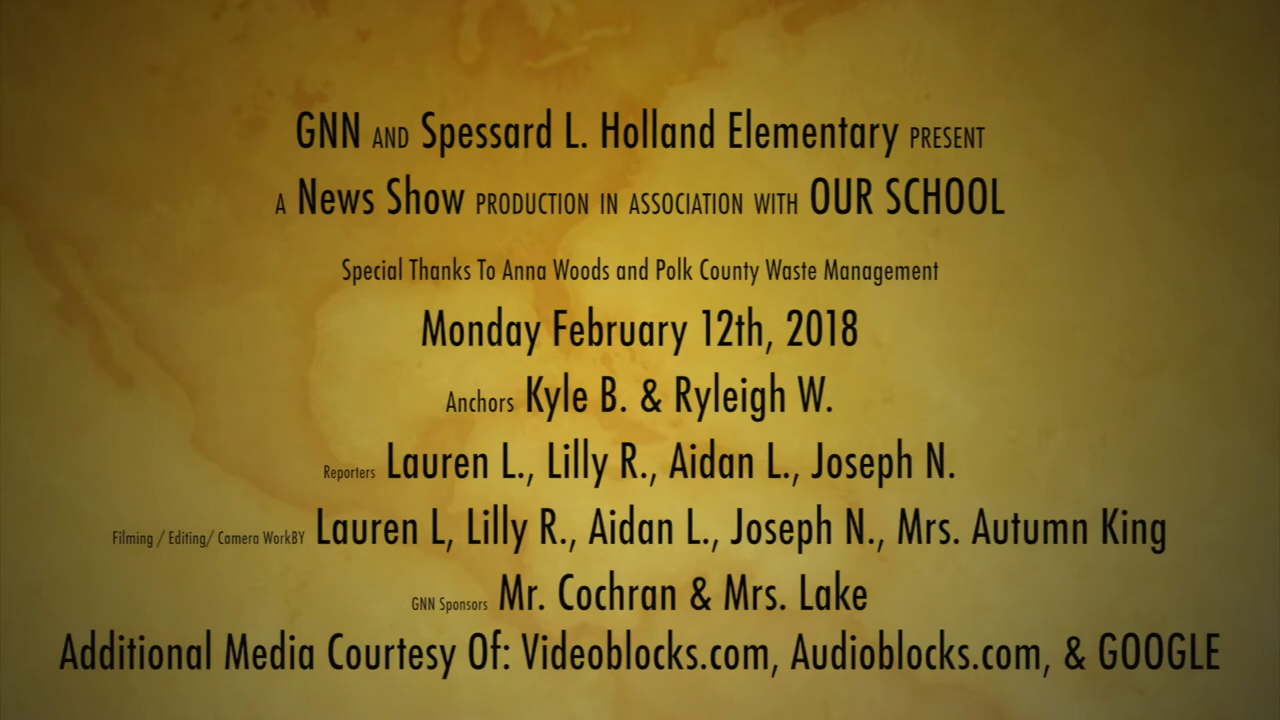 GNN AND Spessard L. Holland Elementary PRESENT
A News Show PRODUCTION IN ASSOCIATION WITH OUR SCHOOL
Special Thanks To Anna Woods and Polk County Waste Management
Monday February 12th, 2018
Anchors Kyle B. & Ryleigh W.
Reporters Lauren L., Lilly R., Aidan L., Joseph N.
Filming / Editing/ Camera WorkBY Lauren L, Lilly R., Aidan L., Joseph N., Mrs. Autumn King
GNN Sponsors Mr. Cochran & Mrs. Lake
Additional Media Courtesy Of: Videoblocks.com, Audioblocks.com, & GOOGLE